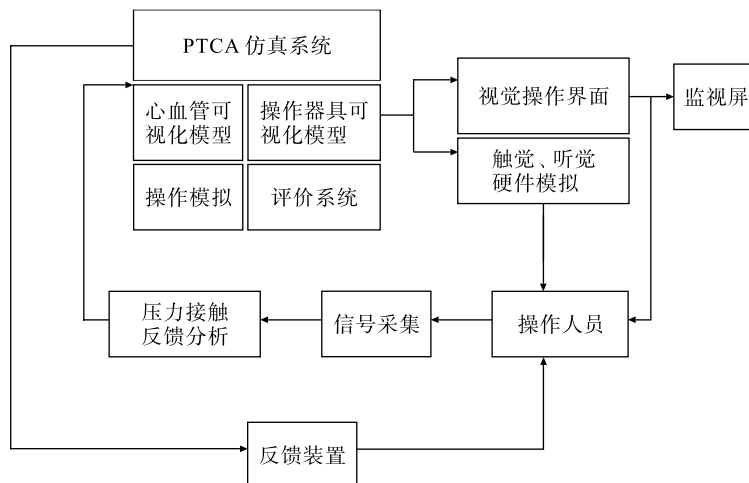 PTCA 仿真系统
心血管可
视化模型
操作器具可
视化模型
操作模拟
评价系统
视觉操作界面
监视屏
触觉、听觉
硬件模拟
压力接触
反馈分析
信号采集
操作人员
反馈装置